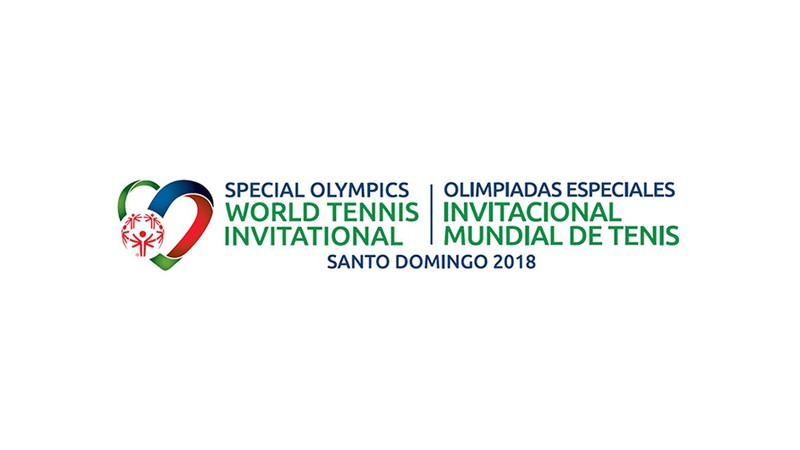 SPECIAL OLYMPICS
WORLD TENNIS
INVITATIONAL
OLIMPIADAS ESPECIALES
INVITACIONAL
MUNDIAL DE TENIS
SANTO DOMINGO 2018